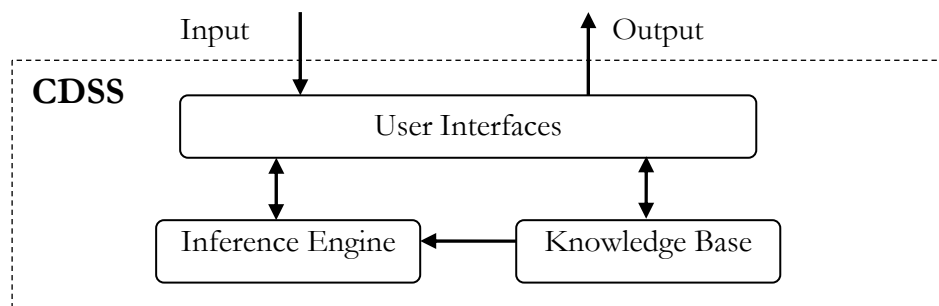 Input
Output
CDSS
User Interfaces
Inference Engine
Knowledge Base